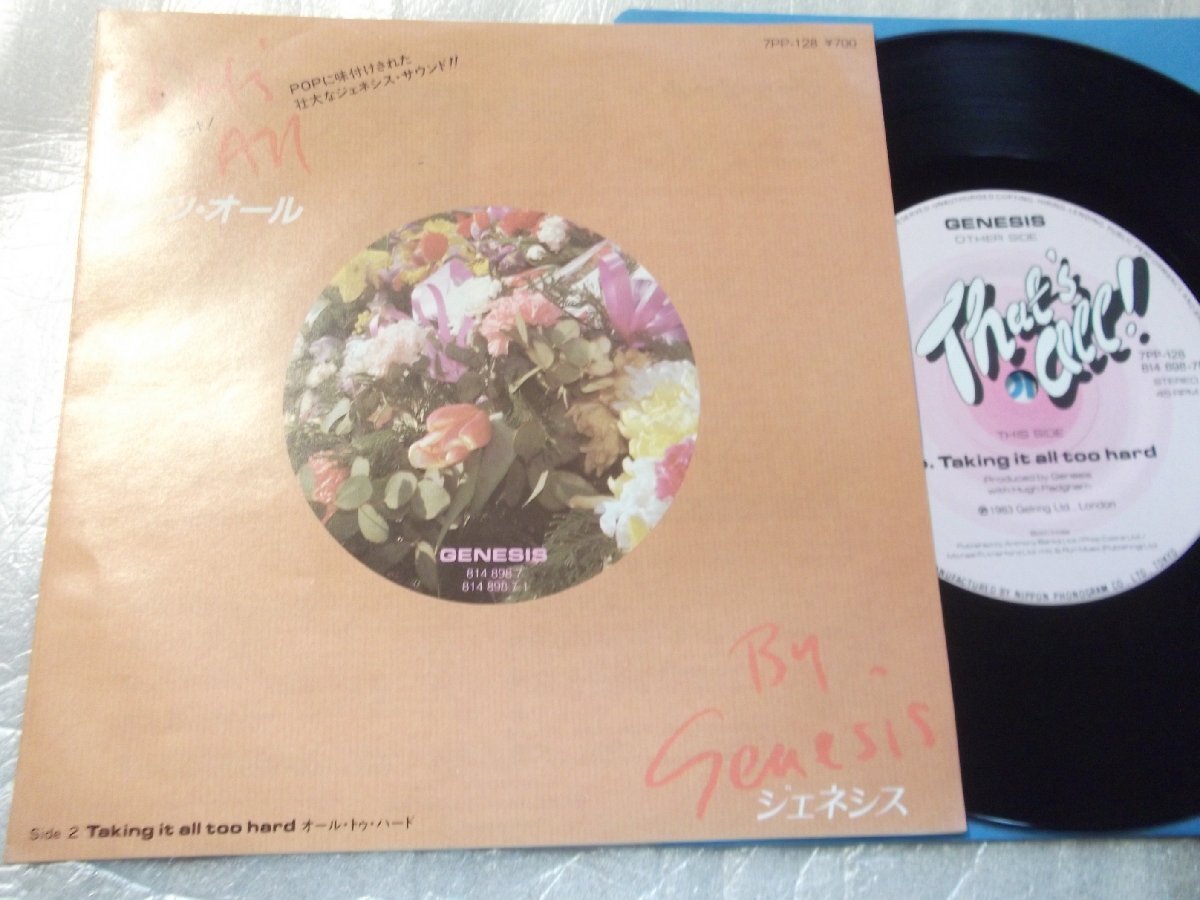 7PP-128 ¥700
POPに味付けされた
壮大なジェネシス・サウンド!!
All
ツ・オール
GENESIS
814 898 7
814 898 7.1
By.
Genesis
ジェネシス
Side 2 Taking it all too hard オール・トゥ・ハード
GENESIS
OTHER SIDE
That's
all!!
7PP-128
814 898-7
STEREO
45 RPM
THIS SIDE
Taking it all too hard
Produced by Genesis
with Hugh Padgham
Ⓟ 1983 Gelring Ltd. London
MANUFACTURED BY NIPPON PHONOGRAM CO., LTD. TOKYO